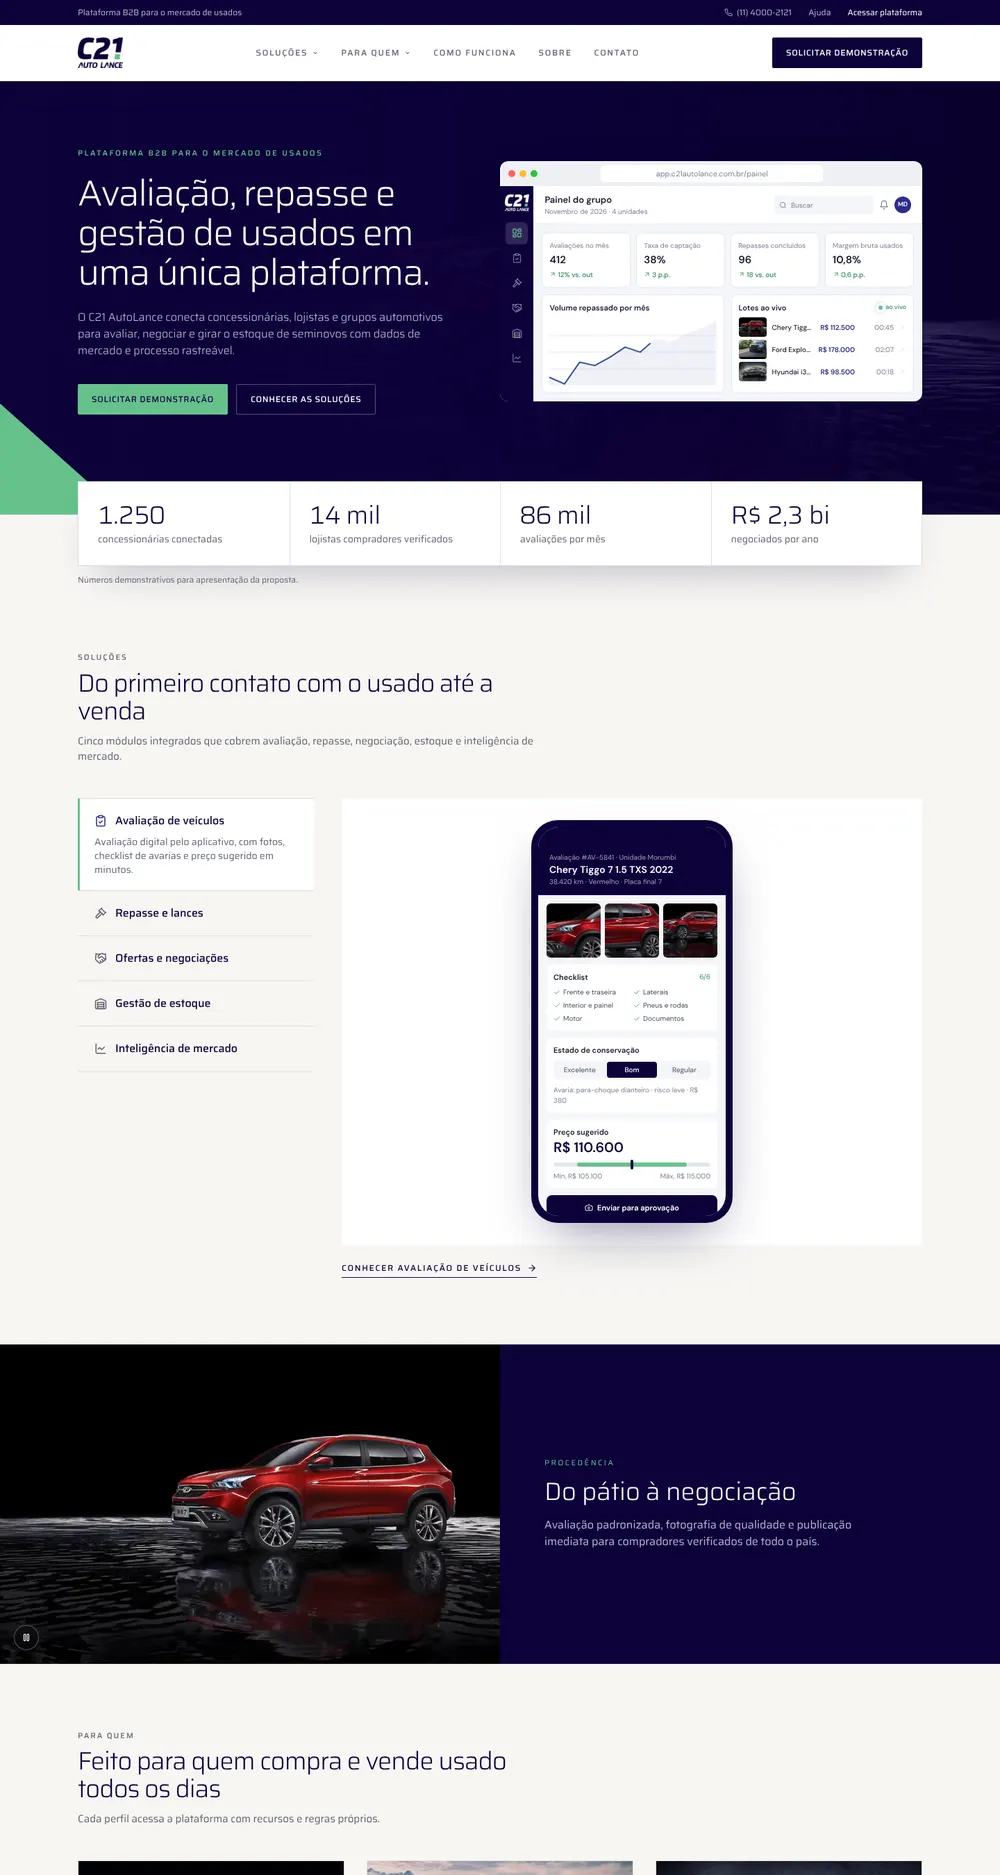 Plataforma B2B para o mercado de usados
(11) 4000-2121 Ajuda Acessar plataforma
C21
AUTO LANCE
SOLUÇÕES PARA QUEM COMO FUNCIONA SOBRE CONTATO
SOLICITAR DEMONSTRAÇÃO
PLATAFORMA B2B PARA O MERCADO DE USADOS
Avaliação, repasse e
gestão de usados em
uma única plataforma.
O C21 AutoLance conecta concessionárias, lojistas e grupos automotivos
para avaliar, negociar e girar o estoque de seminovos com dados de
mercado e processo rastreável.
SOLICITAR DEMONSTRAÇÃO CONHECER AS SOLUÇÕES
app.c21autolance.com.br/painel
C21
AUTO LANCE
Painel do grupo
Novembro de 2026 · 4 unidades
Buscar
MD
Avaliações no mês
412
12% vs. out
Taxa de captação
38%
3 p.p.
Repasses concluídos
96
18 vs. out
Margem bruta usados
10,8%
0,6 p.p.
Volume repassado por mês
Lotes ao vivo
ao vivo
Chery Tigg... R$ 112.500 00:45
Ford Explo... R$ 178.000 02:07
Hyundai i3... R$ 98.500 00:18
1.250
concessionárias conectadas
14 mil
lojistas compradores verificados
86 mil
avaliações por mês
R$ 2,3 bi
negociados por ano
Números demonstrativos para apresentação da proposta.
SOLUÇÕES
Do primeiro contato com o usado até a
venda
Cinco módulos integrados que cobrem avaliação, repasse, negociação, estoque e inteligência de
mercado.
Avaliação de veículos
Avaliação digital pelo aplicativo, com fotos,
checklist de avarias e preço sugerido em
minutos.
Repasse e lances
Ofertas e negociações
Gestão de estoque
Inteligência de mercado
Avaliação #AV-5841 · Unidade Morumbi
Chery Tiggo 7 1.5 TXS 2022
38.420 km · Vermelho · Placa final 7
Checklist 6/6
Frente e traseira Laterais
Interior e painel Pneus e rodas
Motor Documentos
Estado de conservação
Excelente Bom Regular
Avaria: para-choque dianteiro · risco leve · R$
380
Preço sugerido
R$ 110.600
Mín. R$ 105.100 Máx. R$ 115.000
Enviar para aprovação
CONHECER AVALIAÇÃO DE VEÍCULOS
PROCEDÊNCIA
Do pátio à negociação
Avaliação padronizada, fotografia de qualidade e publicação
imediata para compradores verificados de todo o país.
PARA QUEM
Feito para quem compra e vende usado
todos os dias
Cada perfil acessa a plataforma com recursos e regras próprios.